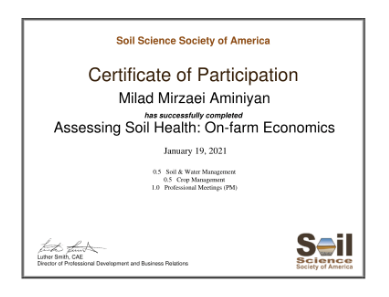 Soil Science Society of America
Certificate of Participation
Milad Mirzaei Aminiyan
has successfully completed
Assessing Soil Health: On-farm Economics
January 19, 2021
0.5 Soil & Water Management
0.5 Crop Management
1.0 Professional Meetings (PM)
Luther Smith, CAE
Director of Professional Development and Business Relations
Soil
Science
Society of America